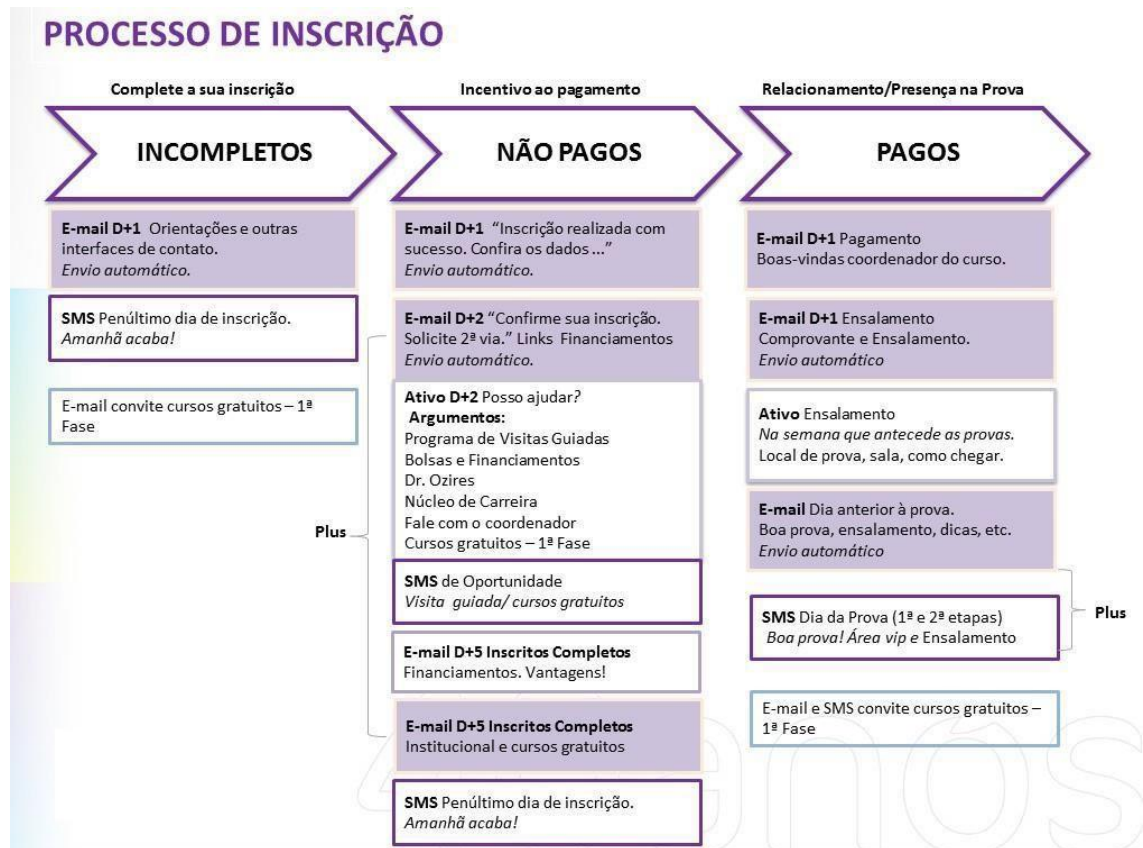 PROCESSO DE INSCRIÇÃO
Complete a sua inscrição
INCOMPLETOS
E-mail D+1 Orientações e outras
interfaces de contato.
Envio automático.
SMS Penúltimo dia de inscrição.
Amanhã acaba!
E-mail convite cursos gratuitos – 1ª
Fase
Incentivo ao pagamento
NÃO PAGOS
E-mail D+1 “Inscrição realizada com
sucesso. Confira os dados ...”
Envio automático.
E-mail D+2 “Confirme sua inscrição.
Solicite 2ª via.” Links Financiamentos
Envio automático.
Ativo D+2 Posso ajudar?
Argumentos:
Programa de Visitas Guiadas
Bolsas e Financiamentos
Dr. Ozires
Núcleo de Carreira
Fale com o coordenador
Cursos gratuitos – 1ª Fase
Plus
SMS de Oportunidade
Visita guiada/ cursos gratuitos
E-mail D+5 Inscritos Completos
Financiamentos. Vantagens!
E-mail D+5 Inscritos Completos
Institucional e cursos gratuitos
SMS Penúltimo dia de inscrição.
Amanhã acaba!
Relacionamento/Presença na Prova
PAGOS
E-mail D+1 Pagamento
Boas-vindas coordenador do curso.
E-mail D+1 Ensalamento
Comprovante e Ensalamento.
Envio automático
Ativo Ensalamento
Na semana que antecede as provas.
Local de prova, sala, como chegar.
E-mail Dia anterior à prova.
Boa prova, ensalamento, dicas, etc.
Envio automático
SMS Dia da Prova (1ª e 2ª etapas)
Boa prova! Área vip e Ensalamento
Plus
E-mail e SMS convite cursos gratuitos –
1ª Fase